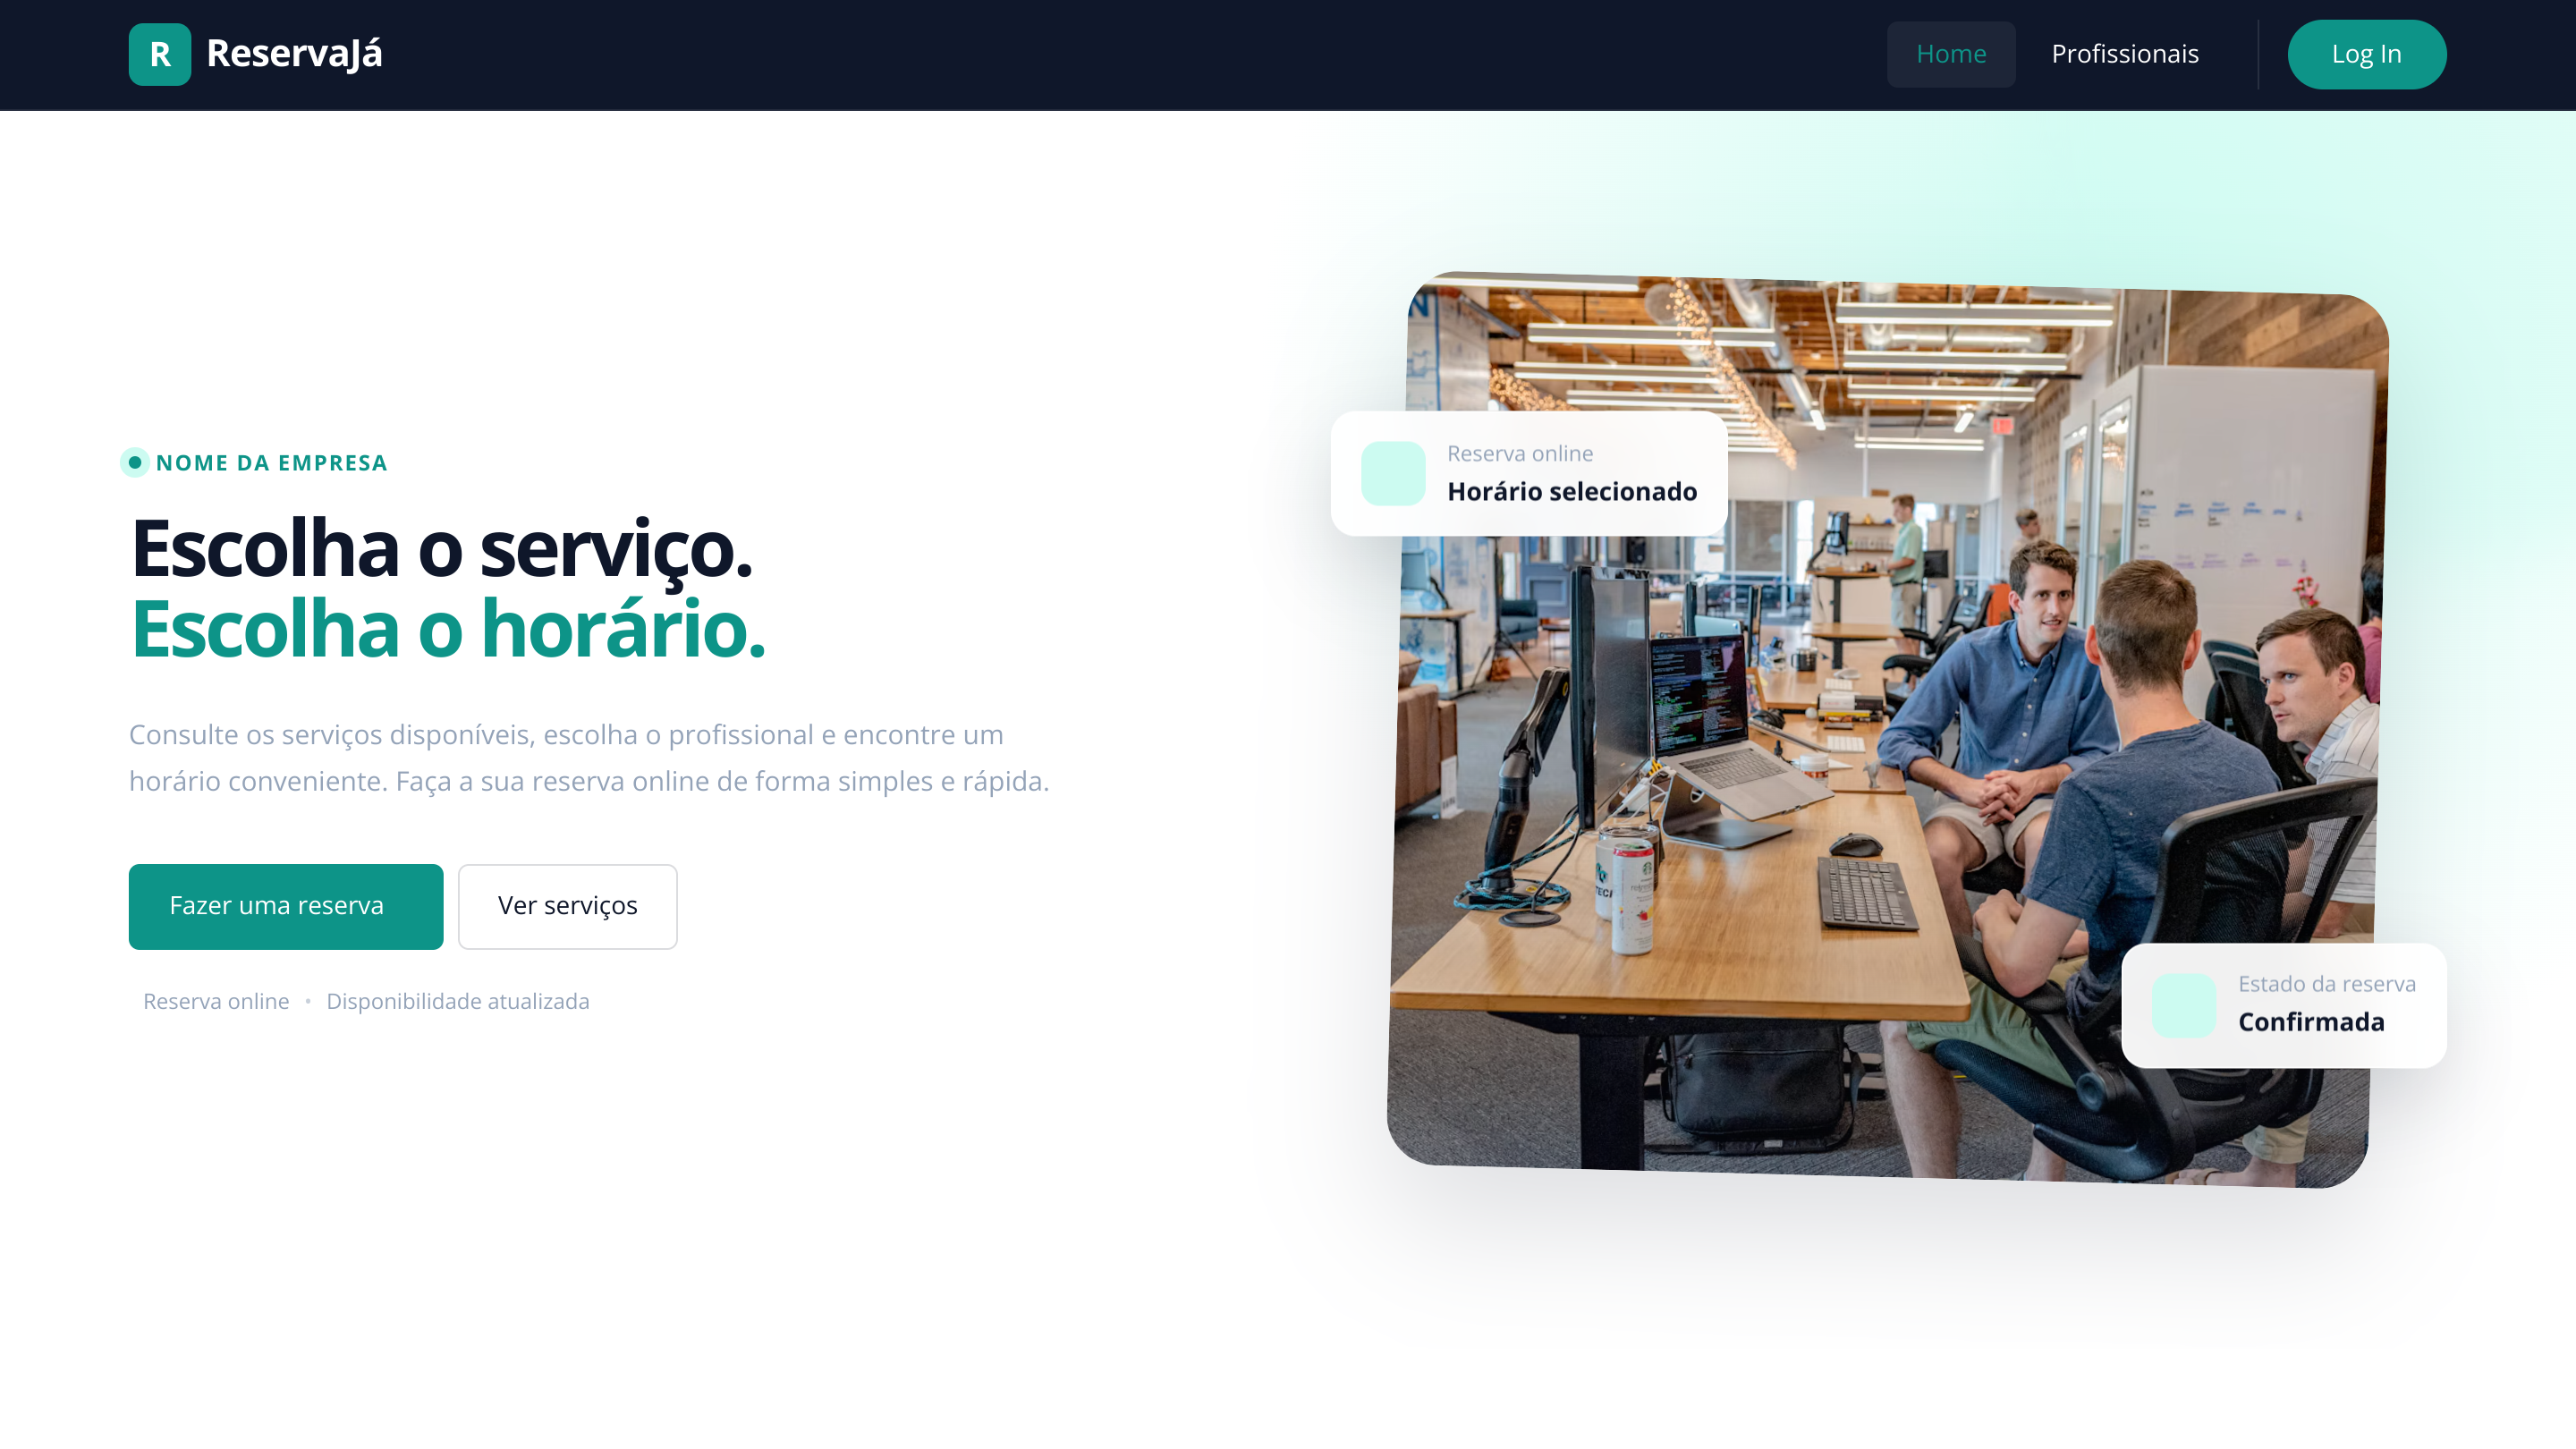 R ReservaJá
Home
Profissionais
Log In
NOME DA EMPRESA
Escolha o serviço.
Escolha o horário.
Consulte os serviços disponíveis, escolha o profissional e encontre um
horário conveniente. Faça a sua reserva online de forma simples e rápida.
Fazer uma reserva
Ver serviços
Reserva online • Disponibilidade atualizada
Reserva online
Horário selecionado
Estado da reserva
Confirmada